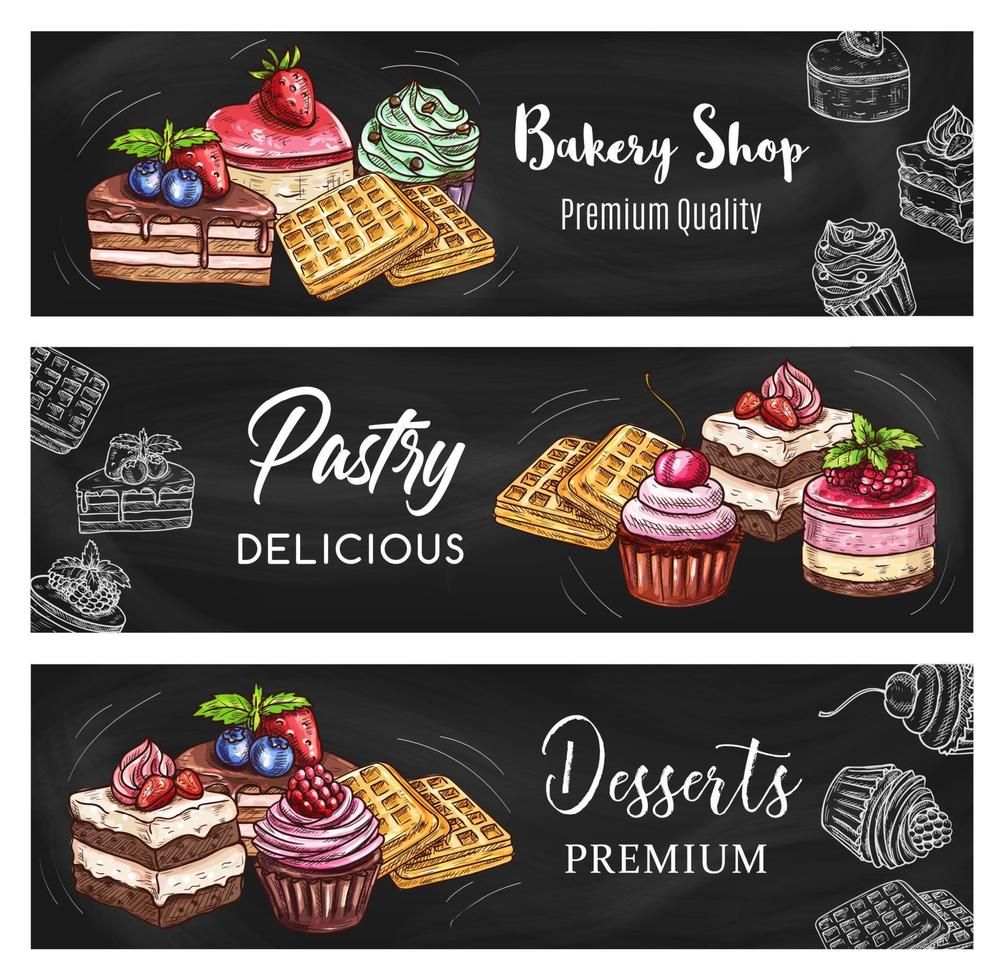 Bakery Shop
Premium Quality
Pastry
DELICIOUS
Desserts
PREMIUM